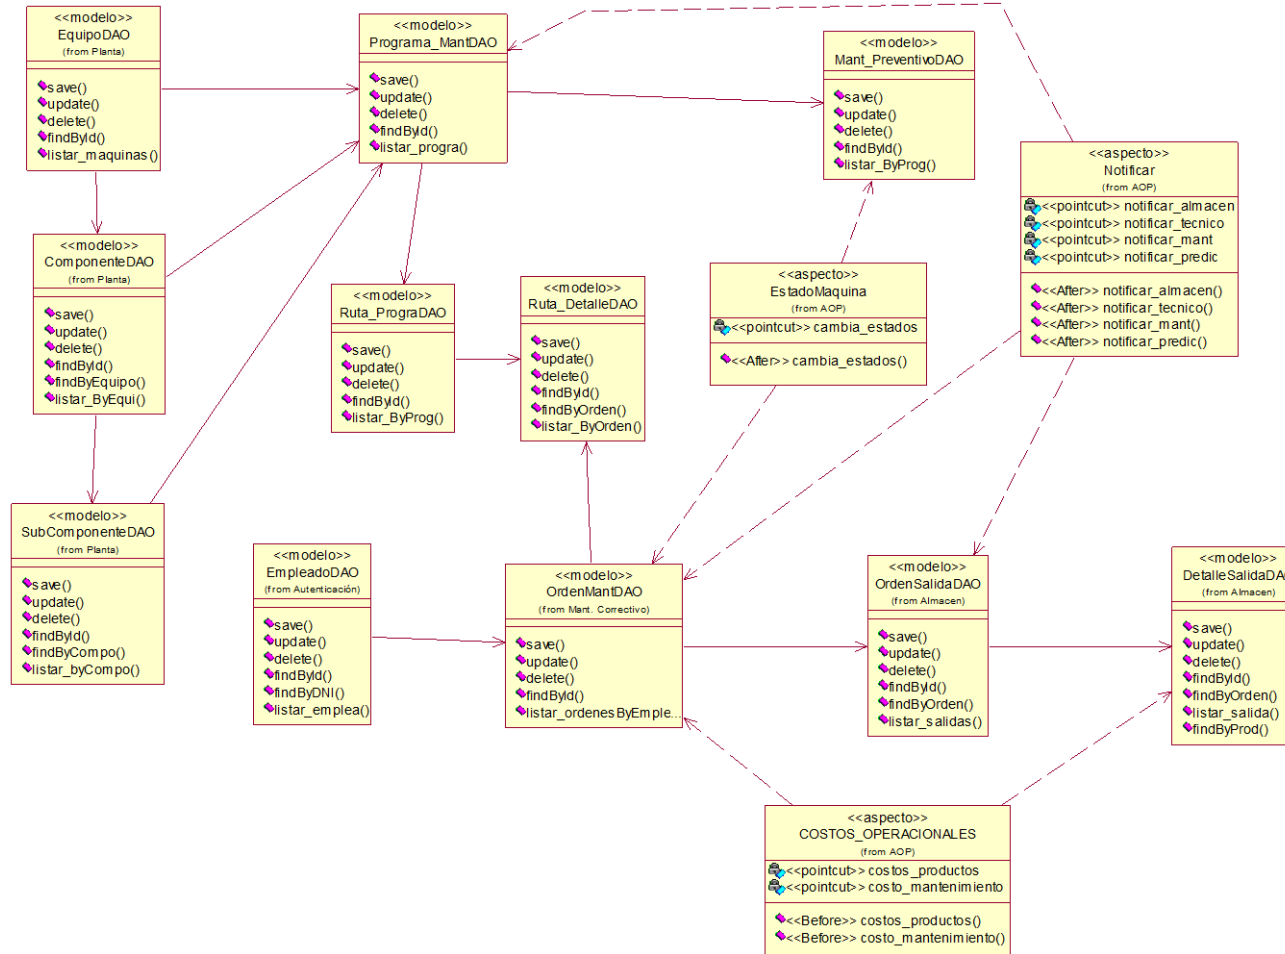 <<modelo>>
EquipoDAO
(from Planta)
save()
update()
delete()
findById()
listar_maquinas()
<<modelo>>
Programa_MantDAO
save()
update()
delete()
findById()
listar_progra()
<<modelo>>
Mant_PreventivoDAO
save()
update()
delete()
findById()
listar_ByProg()
<<aspecto>>
Notificar
(from AOP)
<<pointcut>> notificar_almacen
<<pointcut>> notificar_tecnico
<<pointcut>> notificar_mant
<<pointcut>> notificar_predic
<<After>> notificar_almacen()
<<After>> notificar_tecnico()
<<After>> notificar_mant()
<<After>> notificar_predic()
<<modelo>>
ComponenteDAO
(from Planta)
save()
update()
delete()
findById()
findByEquipo()
listar_ByEqui()
<<modelo>>
Ruta_PrograDAO
save()
update()
delete()
findById()
listar_ByProg()
<<modelo>>
Ruta_DetalleDAO
save()
update()
delete()
findById()
findByOrden()
listar_ByOrden()
<<aspecto>>
EstadoMaquina
(from AOP)
<<pointcut>> cambia_estados
<<After>> cambia_estados()
<<modelo>>
SubComponenteDAO
(from Planta)
save()
update()
delete()
findById()
findByCompo()
listar_byCompo()
<<modelo>>
EmpleadoDAO
(from Autenticación)
save()
update()
delete()
findById()
findByDNI()
listar_emplea()
<<modelo>>
OrdenMantDAO
(from Mant. Correctivo)
save()
update()
delete()
findById()
listar_ordenesByEmple...
<<modelo>>
OrdenSalidaDAO
(from Almacen)
save()
update()
delete()
findById()
findByOrden()
listar_salidas()
<<modelo>>
DetalleSalidaDAO
(from Almacen)
save()
update()
delete()
findById()
findByOrden()
listar_salida()
findByProd()
<<aspecto>>
COSTOS_OPERACIONALES
(from AOP)
<<pointcut>> costos_productos
<<pointcut>> costo_mantenimiento
<<Before>> costos_productos()
<<Before>> costo_mantenimiento()